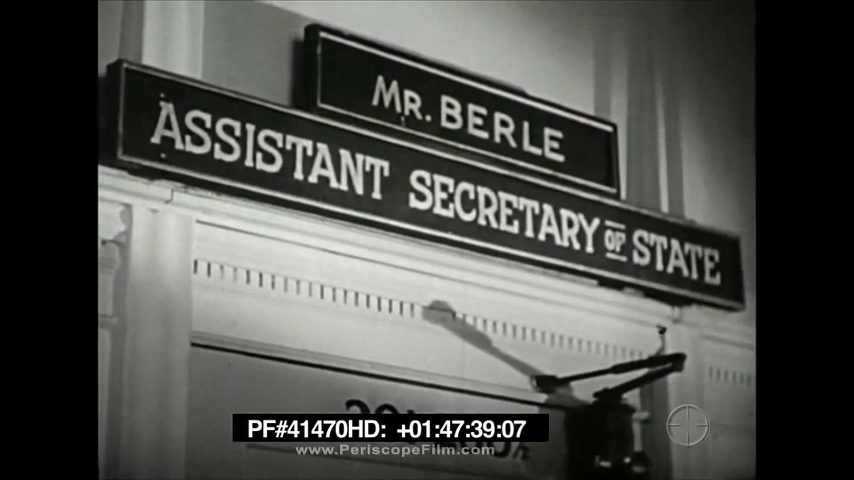 MR. BERLE
ASSISTANT SECRETARY OF STATE
PF#41470HD: +01:47:39:07
www.PeriscopeFilm.com